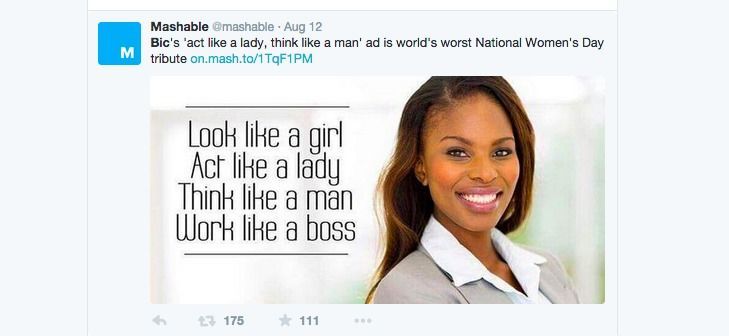 Mashable @mashable · Aug 12
Bic's 'act like a lady, think like a man' ad is world's worst National Women's Day
tribute on.mash.to/1TqF1PM
M
Look like a girl
Act like a lady
Think like a man
Work like a boss
175 111